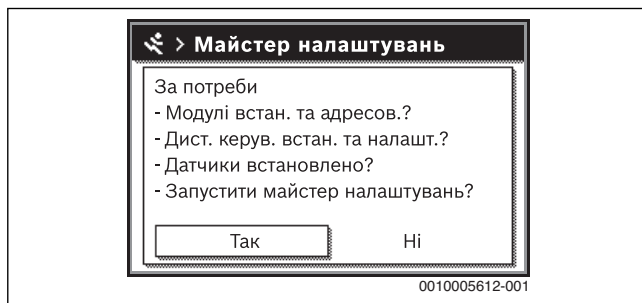 > Майстер налаштувань
За потреби
- Модулі встан. та адресов.?
- Дист. керув. встан. та налашт.?
- Датчики встановлено?
- Запустити майстер налаштувань?
Так Ні
0010005612-001